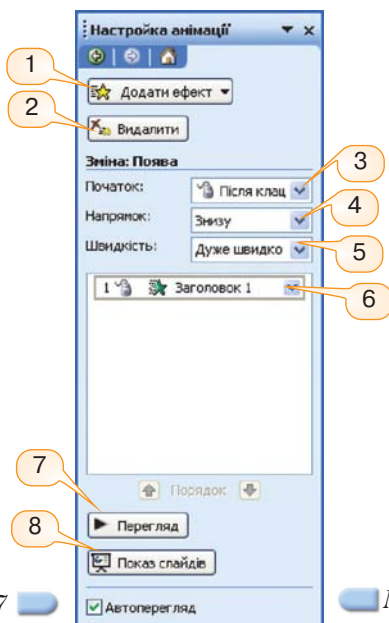 Настройка анімації
1
Додати ефект
2
Видалити
Зміна: Поява
3
Початок:
Після клац
4
Напрямок:
Знизу
5
Швидкість:
Дуже швидко
1 Заголовок 1
6
Порядок
7
Перегляд
8
Показ слайдів
7
Автоперегляд